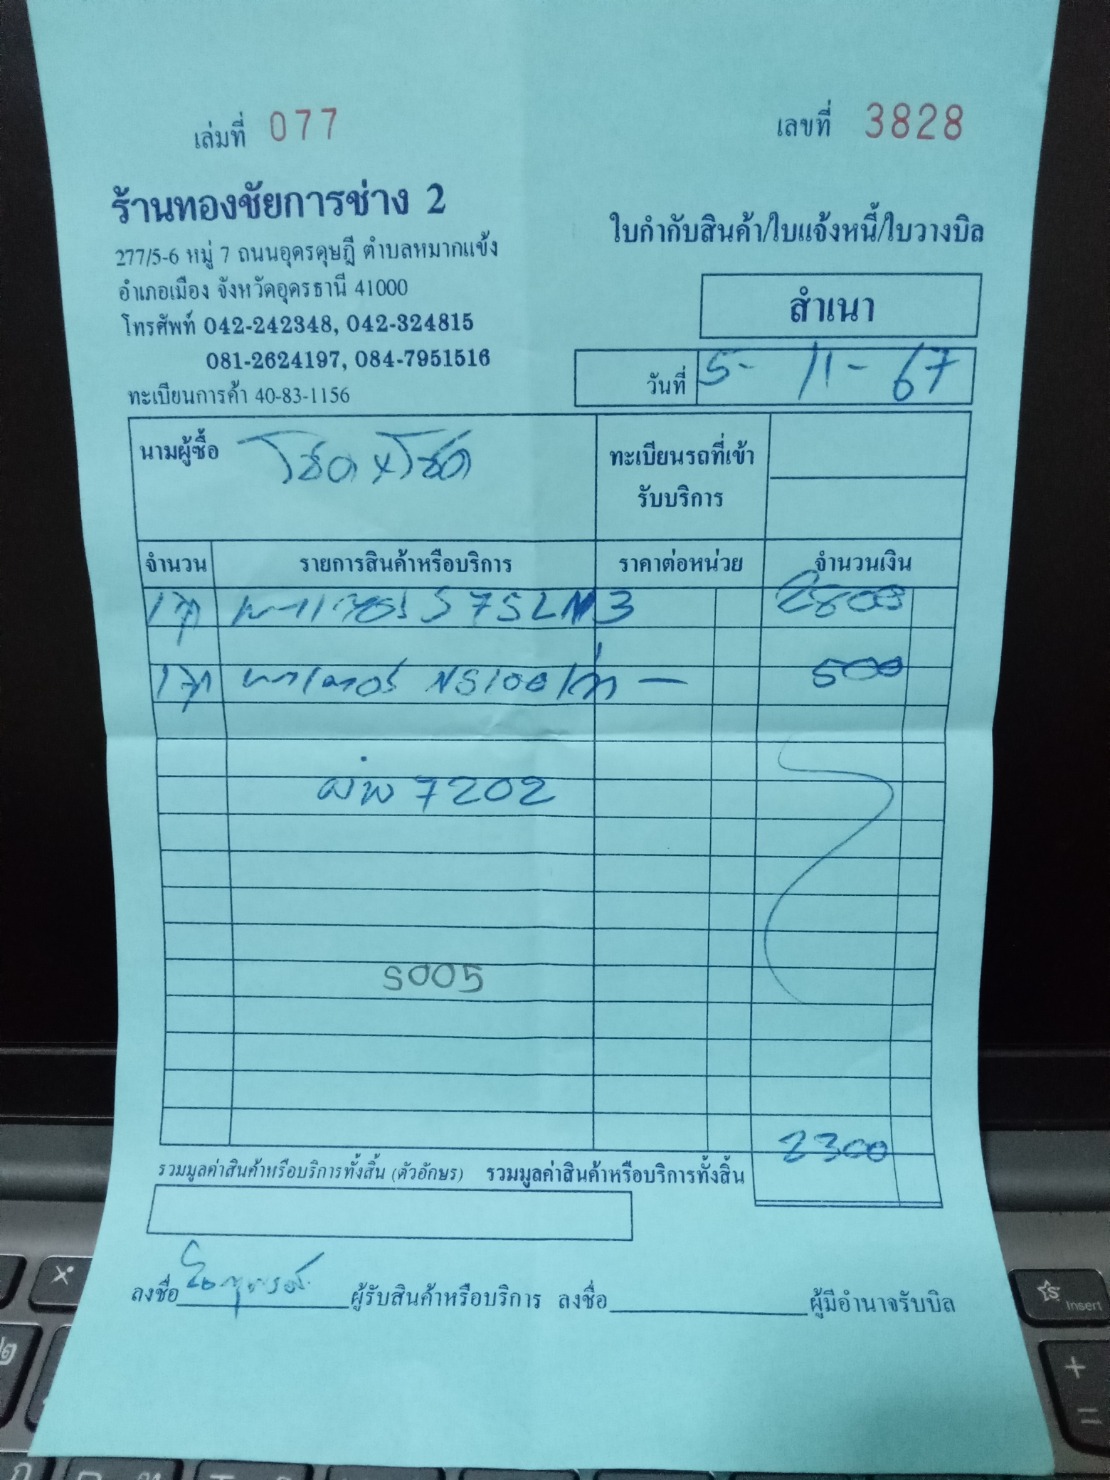 เล่มที่ 077
เลขที่ 3828
ร้านทองชัยการช่าง 2
277/5-6 หมู่ 7 ถนนอุดรดุษฎี ตำบลหมากแข้ง
อำเภอเมือง จังหวัดอุดรธานี 41000
โทรศัพท์ 042-242348, 042-324815
081-2624197, 084-7951516
ทะเบียนการค้า 40-83-1156
ใบกำกับสินค้า/ใบแจ้งหนี้/ใบวางบิล
สำเนา
วันที่ 5-11-67
นามผู้ซื้อ
ทะเบียนรถที่เข้า
รับบริการ
จำนวน รายการสินค้าหรือบริการ ราคาต่อหน่วย จำนวนเงิน
1 2800
1 NS100 — 500
7202
S005
2300
รวมมูลค่าสินค้าหรือบริการทั้งสิ้น (ตัวอักษร) รวมมูลค่าสินค้าหรือบริการทั้งสิ้น
ลงชื่อ ผู้รับสินค้าหรือบริการ ลงชื่อ ผู้มีอำนาจรับบิล
Insert